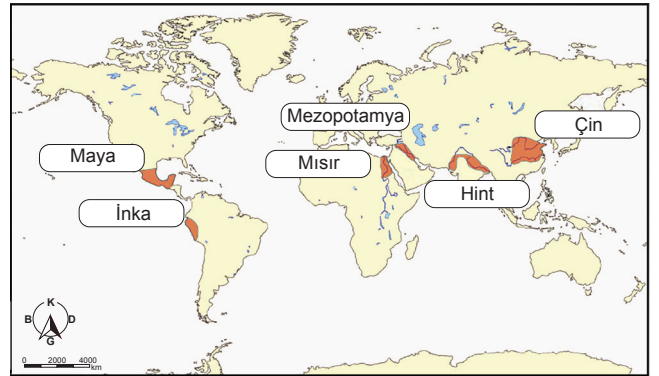 Mezopotamya
Çin
Maya
Mısır
Hint
İnka
K
B D
G
0 2000 4000
km